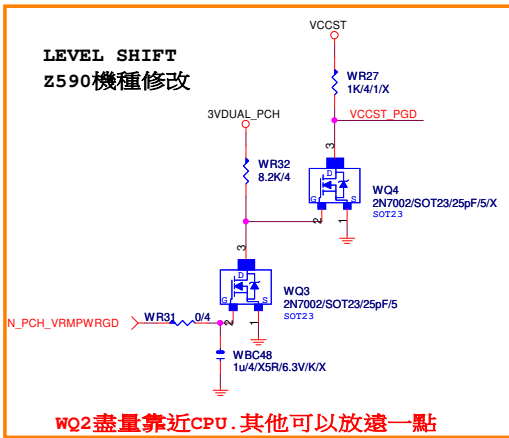 LEVEL SHIFT
Z590機種修改
VCCST
WR27
1K/4/1/X
VCCST_PGD
3VDUAL_PCH
WR32
8.2K/4
3
D
G
S
2
1
WQ4
2N7002/SOT23/25pF/5/X
SOT23
3
D
G
S
2
1
WQ3
2N7002/SOT23/25pF/5
SOT23
N_PCH_VRMPWRGD
WR31
0/4
WBC48
1u/4/X5R/6.3V/K/X
WQ2盡量靠近CPU.其他可以放遠一點